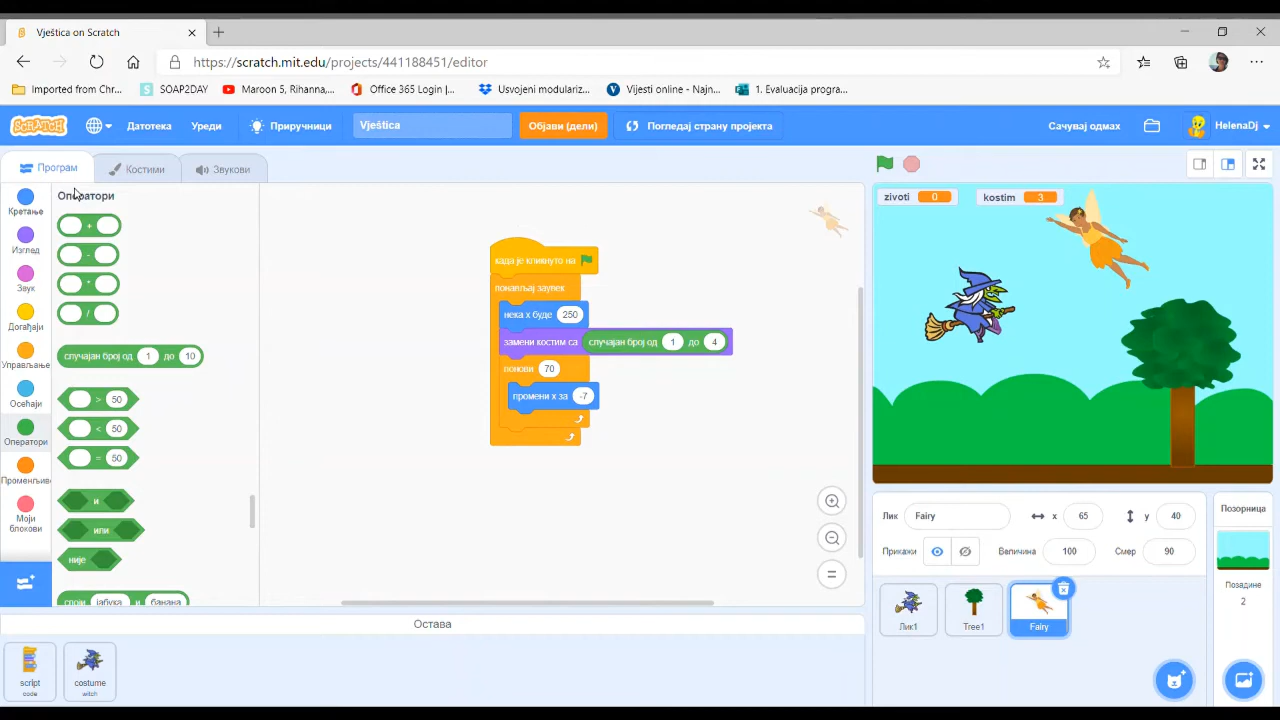 Vještica on Scratch
https://scratch.mit.edu/projects/441188451/editor
Imported from Chr...
SOAP2DAY
Maroon 5, Rihanna,...
Office 365 Login |...
Usvojeni modulariz...
Vijesti online - Najn...
1. Evaluacija progra...
SCRATCH
Датотека
Уреди
Приручници
Vještica
Објави (дели)
Погледај страну пројекта
Сачувај одмах
HelenaDj
Програм
Костими
Звукови
Кретање
Изглед
Звук
Догађаји
Управљање
Осећаји
Оператори
Променљиве
Моји блокови
Оператори
+
-
*
/
случајан број од 1 до 10
> 50
< 50
= 50
и
или
није
споји јабука и банана
када је кликнуто на
понављај заувек
нека x буде 250
замени костим са случајан број од 1 до 4
понови 70
промени x за -7
zivoti 0
kostim 3
Лик Fairy x 65 y 40
Прикажи Величина 100 Смер 90
Лик1
Tree1
Fairy
Позорница
Позадине
2
Остава
script
code
costume
witch